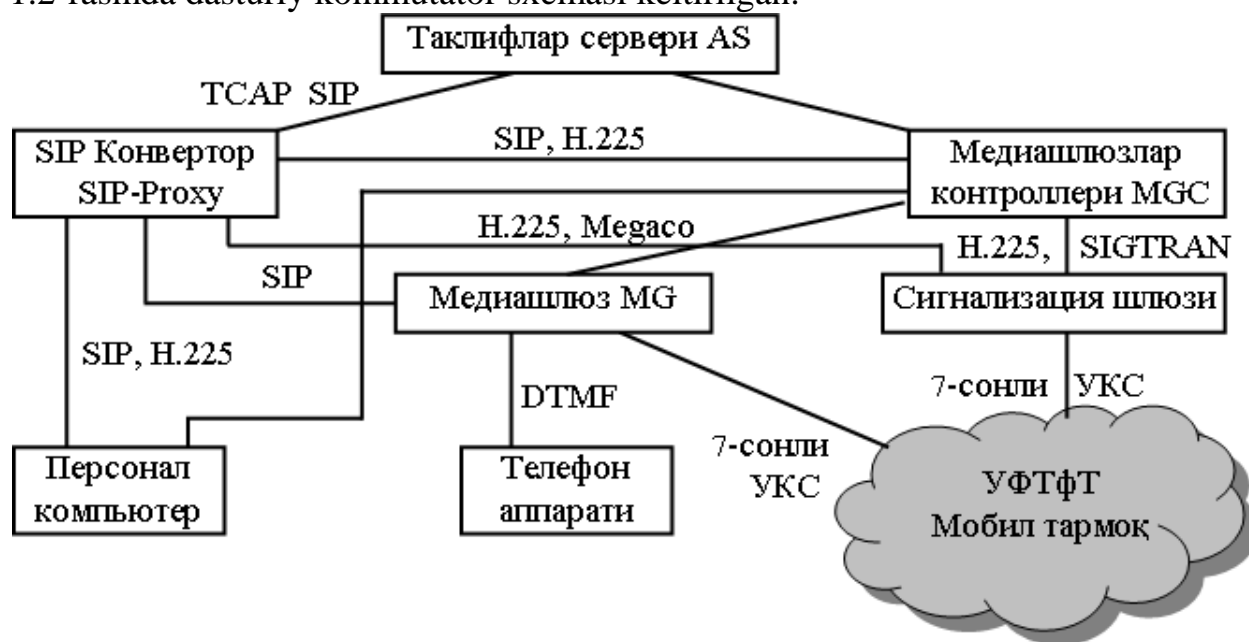 1.2 rasmda dasturiy kommutator sxemasi keltirilgan.
Таклифлар сервери AS
TCAP SIP
SIP Конвертор
SIP-Proxy
SIP, H.225
Медиашлюзлар
контроллери MGC
H.225, Megaco
H.225, SIGTRAN
SIP
Медиашлюз MG
Сигнализация шлюзи
SIP, H.225
DTMF
7-сонли УКС
7-сонли
УКС
Персонал
компьютер
Телефон
аппарати
УФТфТ
Мобил тармоқ